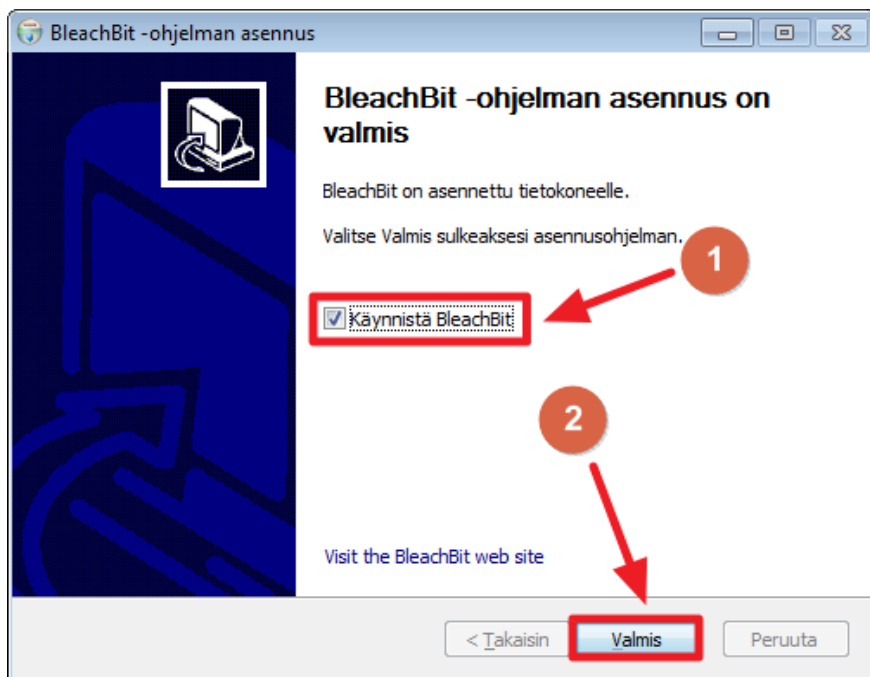 BleachBit -ohjelman asennus
BleachBit -ohjelman asennus on
valmis
BleachBit on asennettu tietokoneelle.
Valitse Valmis sulkeaksesi asennusohjelman.
1
Käynnistä BleachBit
2
Visit the BleachBit web site
< Takaisin Valmis Peruuta